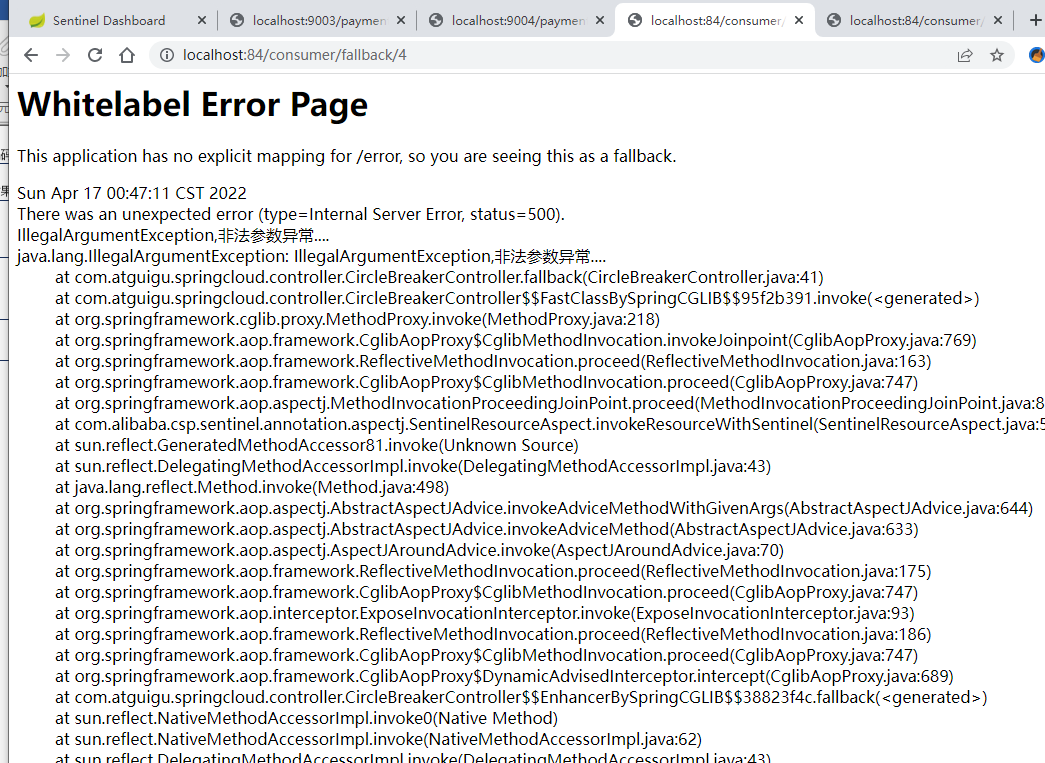 Sentinel Dashboard
localhost:9003/paymen
localhost:9004/paymen
localhost:84/consumer/
localhost:84/consumer/
localhost:84/consumer/fallback/4
Whitelabel Error Page
This application has no explicit mapping for /error, so you are seeing this as a fallback.
Sun Apr 17 00:47:11 CST 2022
There was an unexpected error (type=Internal Server Error, status=500).
IllegalArgumentException,非法参数异常....
java.lang.IllegalArgumentException: IllegalArgumentException,非法参数异常....
at com.atguigu.springcloud.controller.CircleBreakerController.fallback(CircleBreakerController.java:41)
at com.atguigu.springcloud.controller.CircleBreakerController$$FastClassBySpringCGLIB$$95f2b391.invoke(<generated>)
at org.springframework.cglib.proxy.MethodProxy.invoke(MethodProxy.java:218)
at org.springframework.aop.framework.CglibAopProxy$CglibMethodInvocation.invokeJoinpoint(CglibAopProxy.java:769)
at org.springframework.aop.framework.ReflectiveMethodInvocation.proceed(ReflectiveMethodInvocation.java:163)
at org.springframework.aop.framework.CglibAopProxy$CglibMethodInvocation.proceed(CglibAopProxy.java:747)
at org.springframework.aop.aspectj.MethodInvocationProceedingJoinPoint.proceed(MethodInvocationProceedingJoinPoint.java:8
at com.alibaba.csp.sentinel.annotation.aspectj.SentinelResourceAspect.invokeResourceWithSentinel(SentinelResourceAspect.java:5
at sun.reflect.GeneratedMethodAccessor81.invoke(Unknown Source)
at sun.reflect.DelegatingMethodAccessorImpl.invoke(DelegatingMethodAccessorImpl.java:43)
at java.lang.reflect.Method.invoke(Method.java:498)
at org.springframework.aop.aspectj.AbstractAspectJAdvice.invokeAdviceMethodWithGivenArgs(AbstractAspectJAdvice.java:644)
at org.springframework.aop.aspectj.AbstractAspectJAdvice.invokeAdviceMethod(AbstractAspectJAdvice.java:633)
at org.springframework.aop.aspectj.AspectJAroundAdvice.invoke(AspectJAroundAdvice.java:70)
at org.springframework.aop.framework.ReflectiveMethodInvocation.proceed(ReflectiveMethodInvocation.java:175)
at org.springframework.aop.framework.CglibAopProxy$CglibMethodInvocation.proceed(CglibAopProxy.java:747)
at org.springframework.aop.interceptor.ExposeInvocationInterceptor.invoke(ExposeInvocationInterceptor.java:93)
at org.springframework.aop.framework.ReflectiveMethodInvocation.proceed(ReflectiveMethodInvocation.java:186)
at org.springframework.aop.framework.CglibAopProxy$CglibMethodInvocation.proceed(CglibAopProxy.java:747)
at org.springframework.aop.framework.CglibAopProxy$DynamicAdvisedInterceptor.intercept(CglibAopProxy.java:689)
at com.atguigu.springcloud.controller.CircleBreakerController$$EnhancerBySpringCGLIB$$38823f4c.fallback(<generated>)
at sun.reflect.NativeMethodAccessorImpl.invoke0(Native Method)
at sun.reflect.NativeMethodAccessorImpl.invoke(NativeMethodAccessorImpl.java:62)
at sun.reflect.DelegatingMethodAccessorImpl.invoke(DelegatingMethodAccessorImpl.java:43)